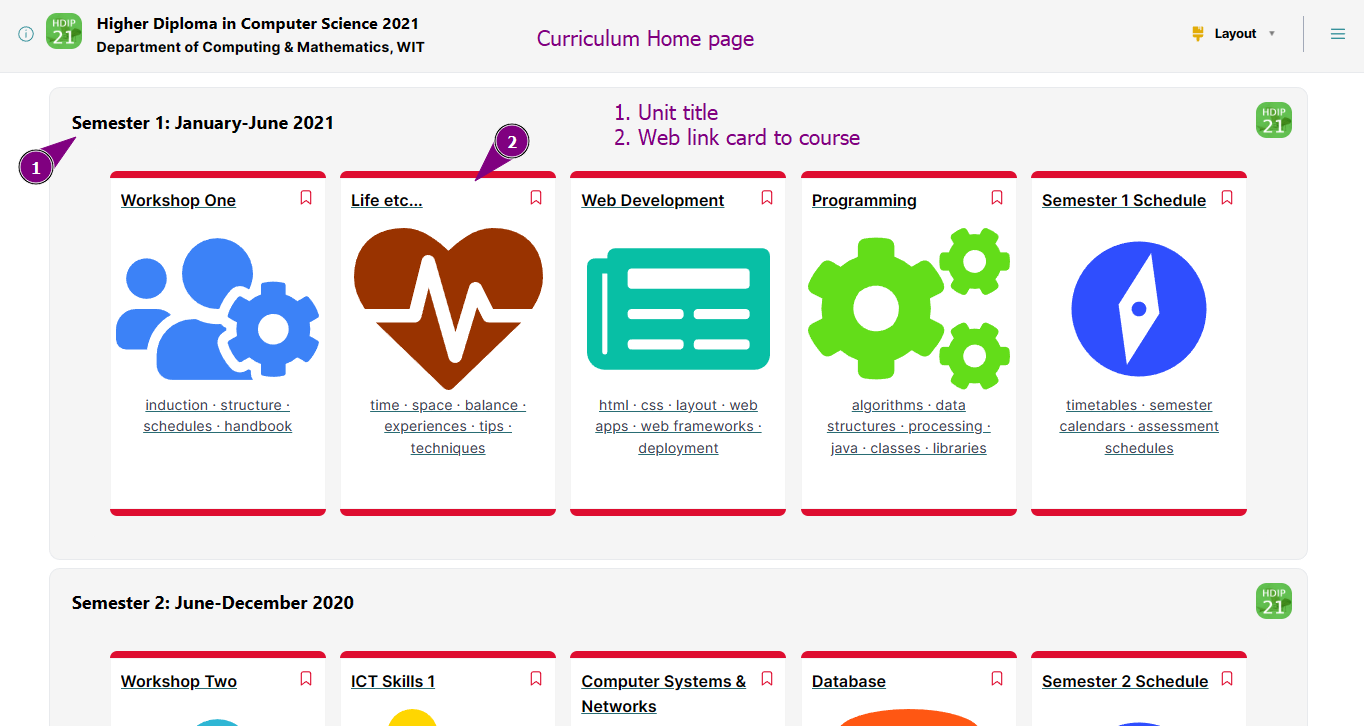 HDIP
21
Higher Diploma in Computer Science 2021
Department of Computing & Mathematics, WIT
Curriculum Home page
Layout
Semester 1: January-June 2021
1. Unit title
2. Web link card to course
HDIP
21
1
2
Workshop One
Life etc...
Web Development
Programming
Semester 1 Schedule
induction · structure ·
schedules · handbook
time · space · balance ·
experiences · tips ·
techniques
html · css · layout · web
apps · web frameworks ·
deployment
algorithms · data
structures · processing ·
java · classes · libraries
timetables · semester
calendars · assessment
schedules
Semester 2: June-December 2020
HDIP
21
Workshop Two
ICT Skills 1
Computer Systems &
Networks
Database
Semester 2 Schedule